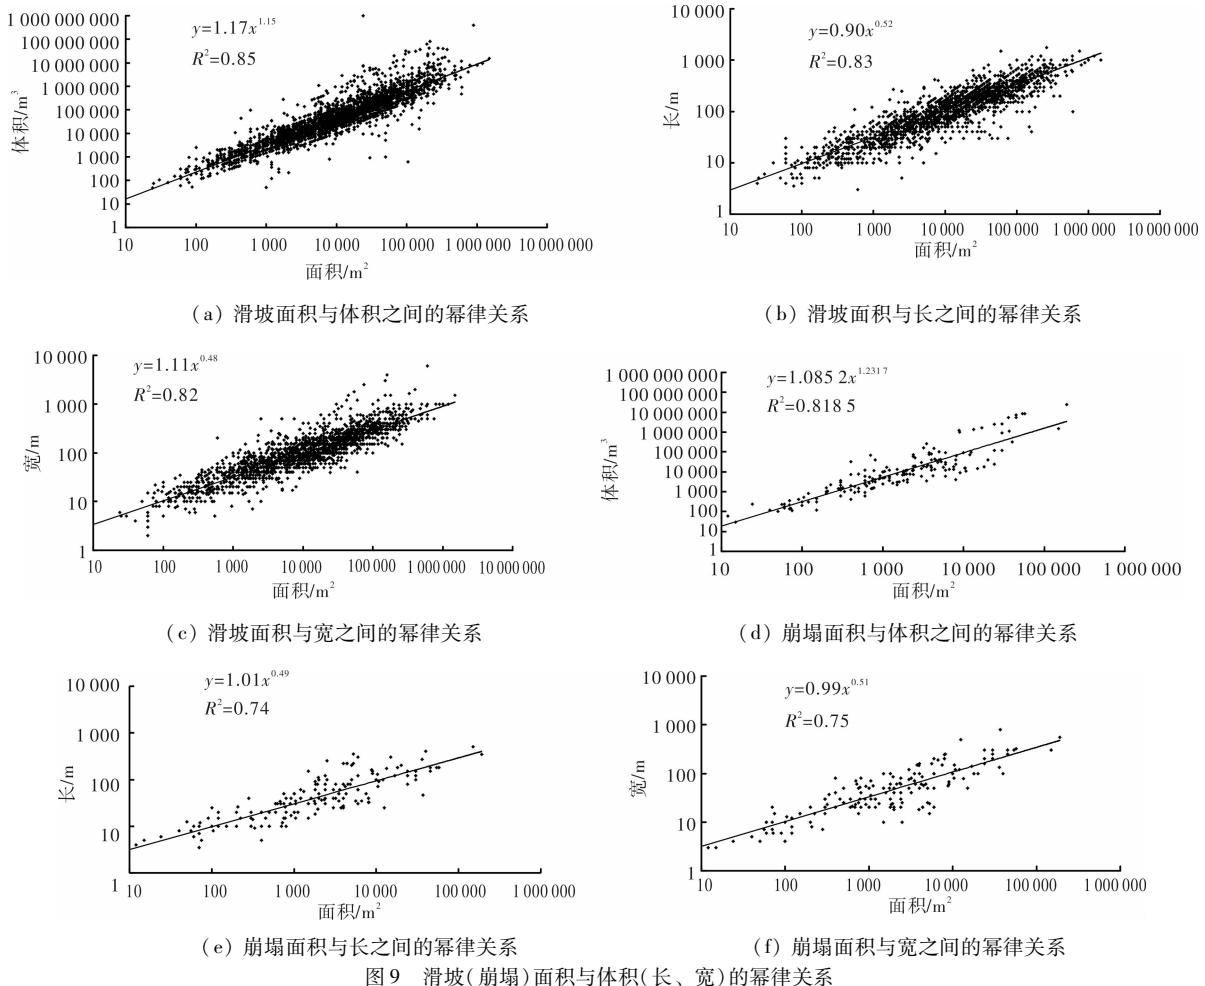 1 000 000 000
100 000 000
10 000 000
1 000 000
100 000
10 000
1 000
100
10
1
体积/m³
y=1.17x^1.15
R²=0.85
10 100 1 000 10 000 100 000 1 000 000 10 000 000
面积/m²
(a) 滑坡面积与体积之间的幂律关系
10 000
1 000
100
10
1
长/m
y=0.90x^0.52
R²=0.83
10 100 1 000 10 000 100 000 1 000 000 10 000 000
面积/m²
(b) 滑坡面积与长之间的幂律关系
10 000
1 000
100
10
1
宽/m
y=1.11x^0.48
R²=0.82
10 100 1 000 10 000 100 000 1 000 000 10 000 000
面积/m²
(c) 滑坡面积与宽之间的幂律关系
1 000 000 000
100 000 000
10 000 000
1 000 000
100 000
10 000
1 000
100
10
1
体积/m³
y=1.085 2x^1.231 7
R²=0.818 5
10 100 1 000 10 000 100 000 1 000 000
面积/m²
(d) 崩塌面积与体积之间的幂律关系
10 000
1 000
100
10
1
长/m
y=1.01x^0.49
R²=0.74
10 100 1 000 10 000 100 000 1 000 000
面积/m²
(e) 崩塌面积与长之间的幂律关系
10 000
1 000
100
10
1
宽/m
y=0.99x^0.51
R²=0.75
10 100 1 000 10 000 100 000 1 000 000
面积/m²
(f) 崩塌面积与宽之间的幂律关系
图9 滑坡(崩塌)面积与体积(长、宽)的幂律关系